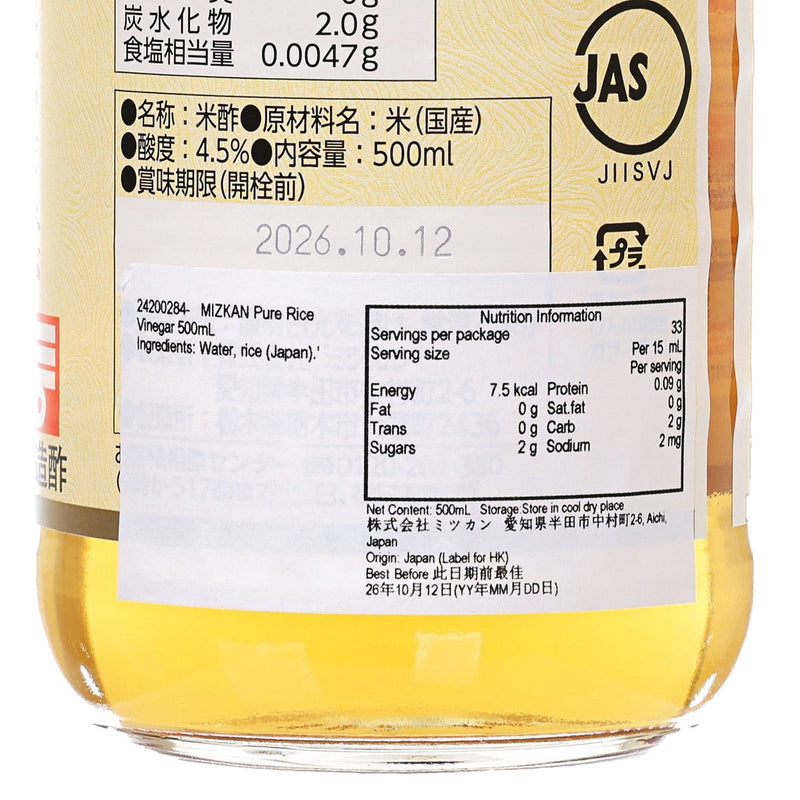 炭水化物 2.0g
食塩相当量 0.0047g
●名称：米酢●原材料名：米（国産）
●酸度：4.5%●内容量：500ml
●賞味期限（開栓前）
2026.10.12
JAS
JIISVJ
プラ
造酢
24200284- MIZKAN Pure Rice
Vinegar 500mL
Ingredients: Water, rice (Japan).'
Nutrition Information
Servings per package 33
Serving size Per 15 mL
Per serving
Energy 7.5 kcal Protein 0.09 g
Fat 0 g Sat.fat 0 g
Trans 0 g Carb 2 g
Sugars 2 g Sodium 2 mg
Net Content: 500mL Storage:Store in cool dry place
株式会社ミツカン 愛知県半田市中村町2-6, Aichi,
Japan
Origin: Japan (Label for HK)
Best Before 此日期前最佳
26年10月12日(YY年MM月DD日)